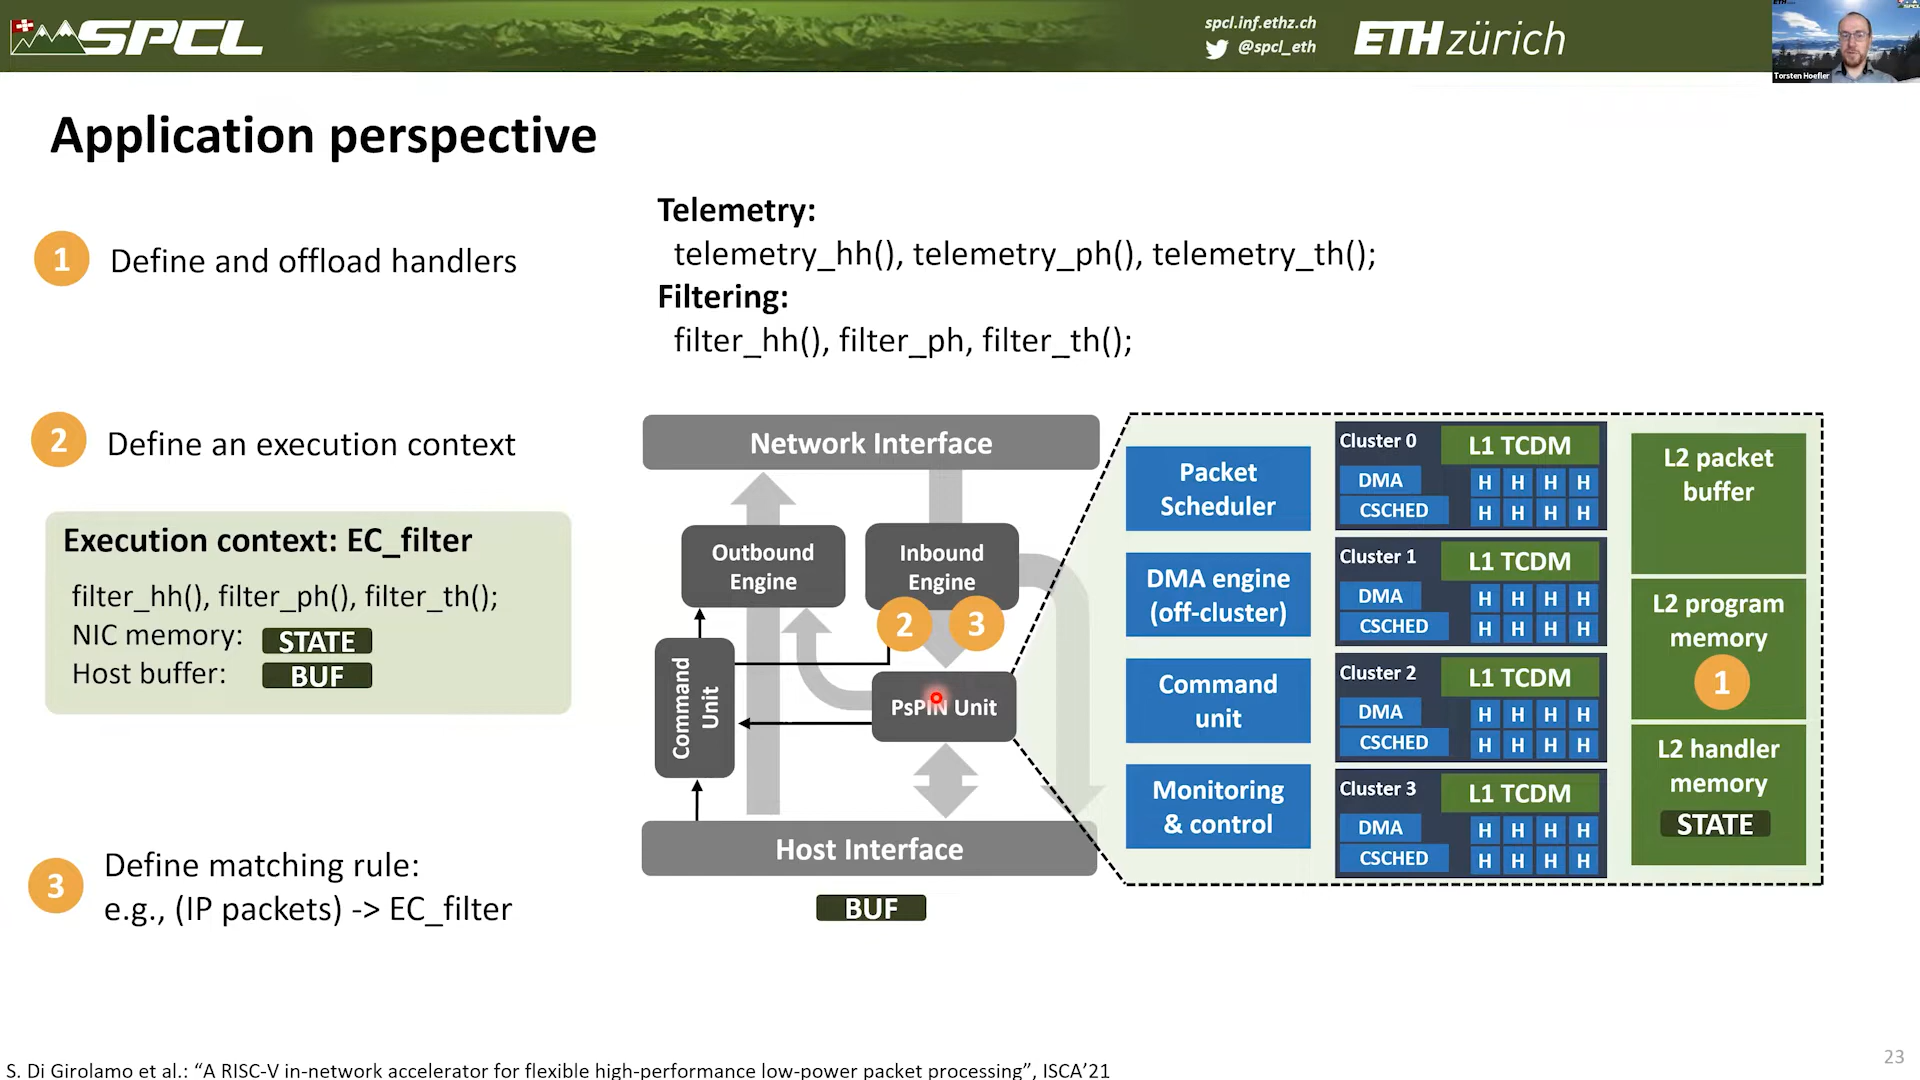 SPCL
spcl.inf.ethz.ch
@spcl_eth
ETH zürich
Torsten Hoefler
Application perspective
1 Define and offload handlers
Telemetry:
telemetry_hh(), telemetry_ph(), telemetry_th();
Filtering:
filter_hh(), filter_ph, filter_th();
2 Define an execution context
Execution context: EC_filter
filter_hh(), filter_ph(), filter_th();
NIC memory: STATE
Host buffer: BUF
3 Define matching rule:
e.g., (IP packets) -> EC_filter
Network Interface
Outbound
Engine
Inbound
Engine
2 3
Command
Unit
PsPIN Unit
Host Interface
BUF
Packet
Scheduler
DMA engine
(off-cluster)
Command
unit
Monitoring
& control
Cluster 0 L1 TCDM
DMA H H H H
CSCHED H H H H
Cluster 1 L1 TCDM
DMA H H H H
CSCHED H H H H
Cluster 2 L1 TCDM
DMA H H H H
CSCHED H H H H
Cluster 3 L1 TCDM
DMA H H H H
CSCHED H H H H
L2 packet
buffer
L2 program
memory
1
L2 handler
memory
STATE
S. Di Girolamo et al.: “A RISC-V in-network accelerator for flexible high-performance low-power packet processing”, ISCA’21
23